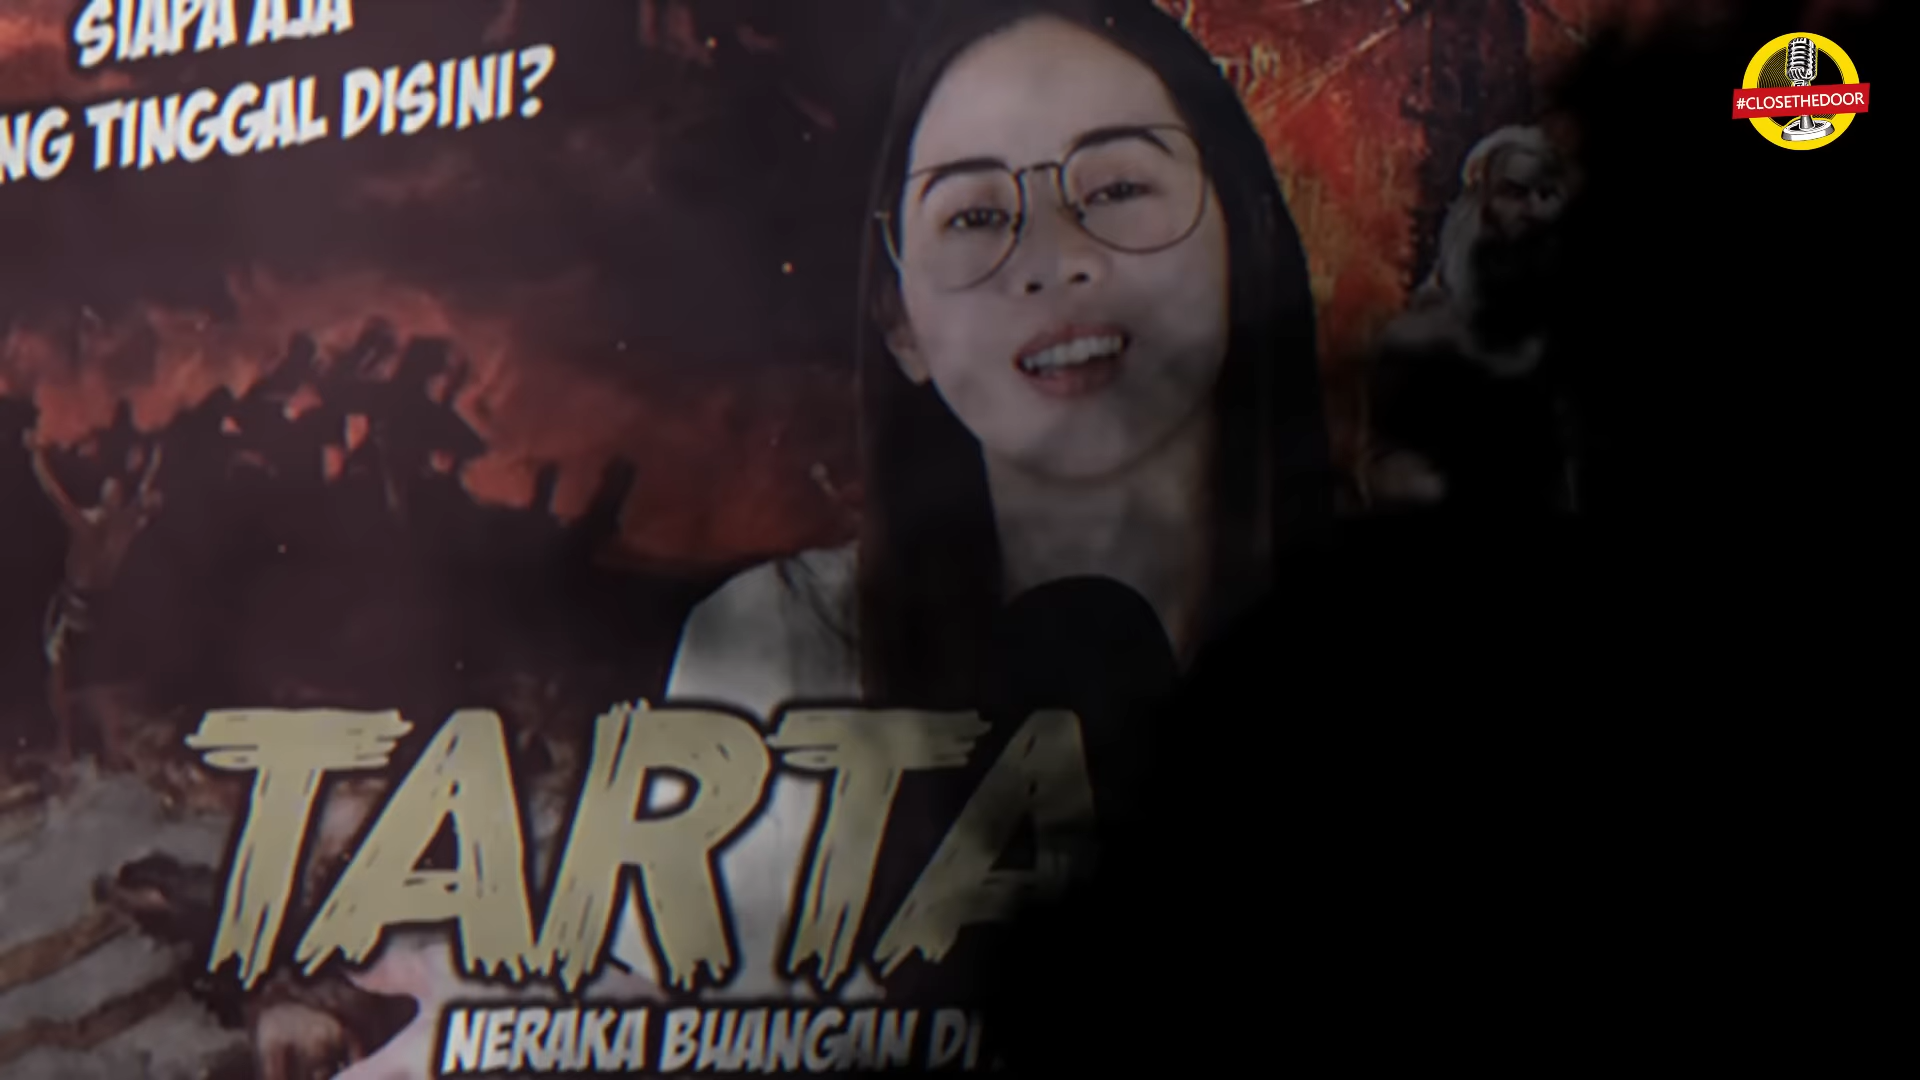 SIAPA AJA
NG TINGGAL DISINI?
#CLOSETHEDOOR
TARTA
NERAKA BUANGAN DI